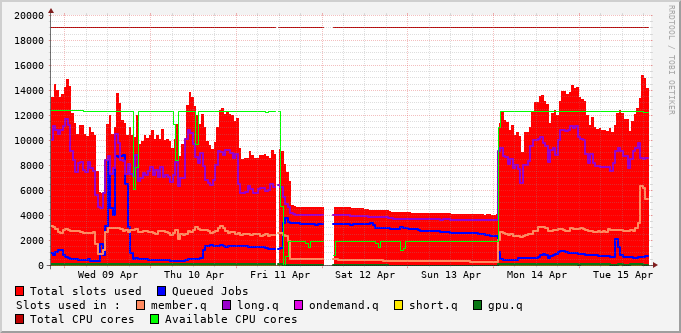 RRDTOOL / TOBI OETIKER
20000
18000
16000
14000
12000
10000
8000
6000
4000
2000
0
Wed 09 Apr Thu 10 Apr Fri 11 Apr Sat 12 Apr Sun 13 Apr Mon 14 Apr Tue 15 Apr
Total slots used Queued Jobs
Slots used in : member.q long.q ondemand.q short.q gpu.q
Total CPU cores Available CPU cores